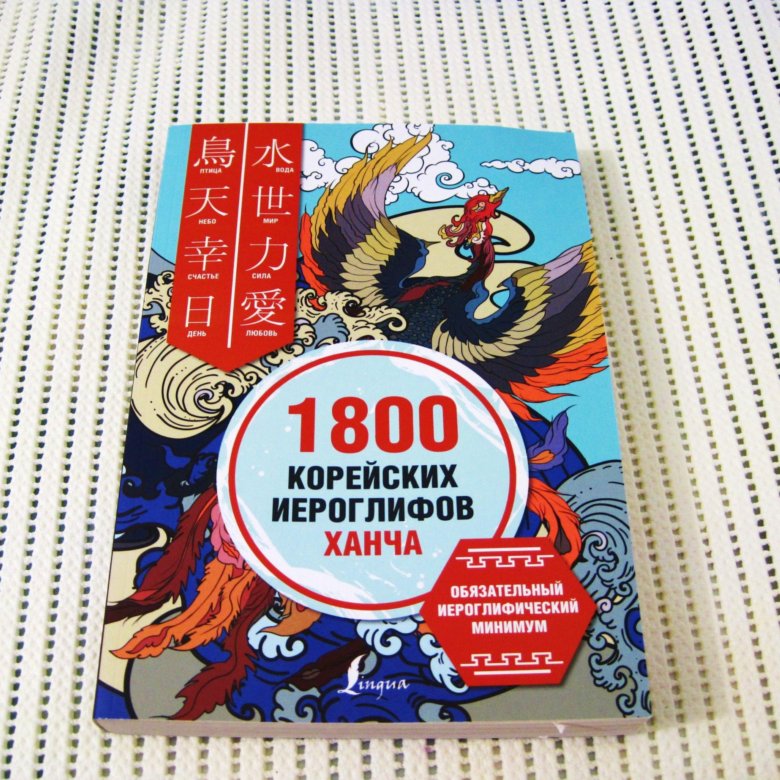 鳥
ПТИЦА
天
НЕБО
幸
СЧАСТЬЕ
日
ДЕНЬ
水
ВОДА
世
МИР
力
СИЛА
愛
ЛЮБОВЬ
1800
КОРЕЙСКИХ
ИЕРОГЛИФОВ
ХАНЧА
ОБЯЗАТЕЛЬНЫЙ
ИЕРОГЛИФИЧЕСКИЙ
МИНИМУМ
Lingua